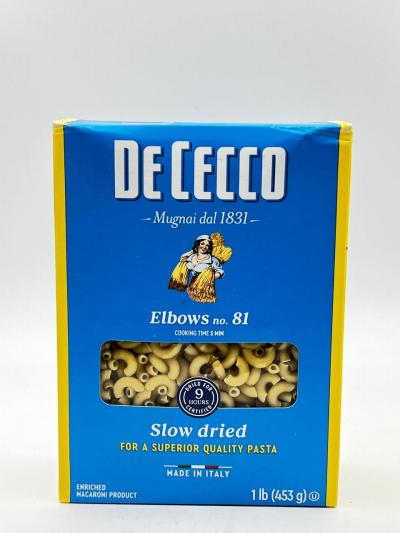 DE CECCO
Mugnai dal 1831
Elbows no. 81
COOKING TIME 5 MIN
DRIED FOR
9
HOURS
CERTIFIED
Slow dried
FOR A SUPERIOR QUALITY PASTA
MADE IN ITALY
ENRICHED
MACARONI PRODUCT
1 lb (453 g) U